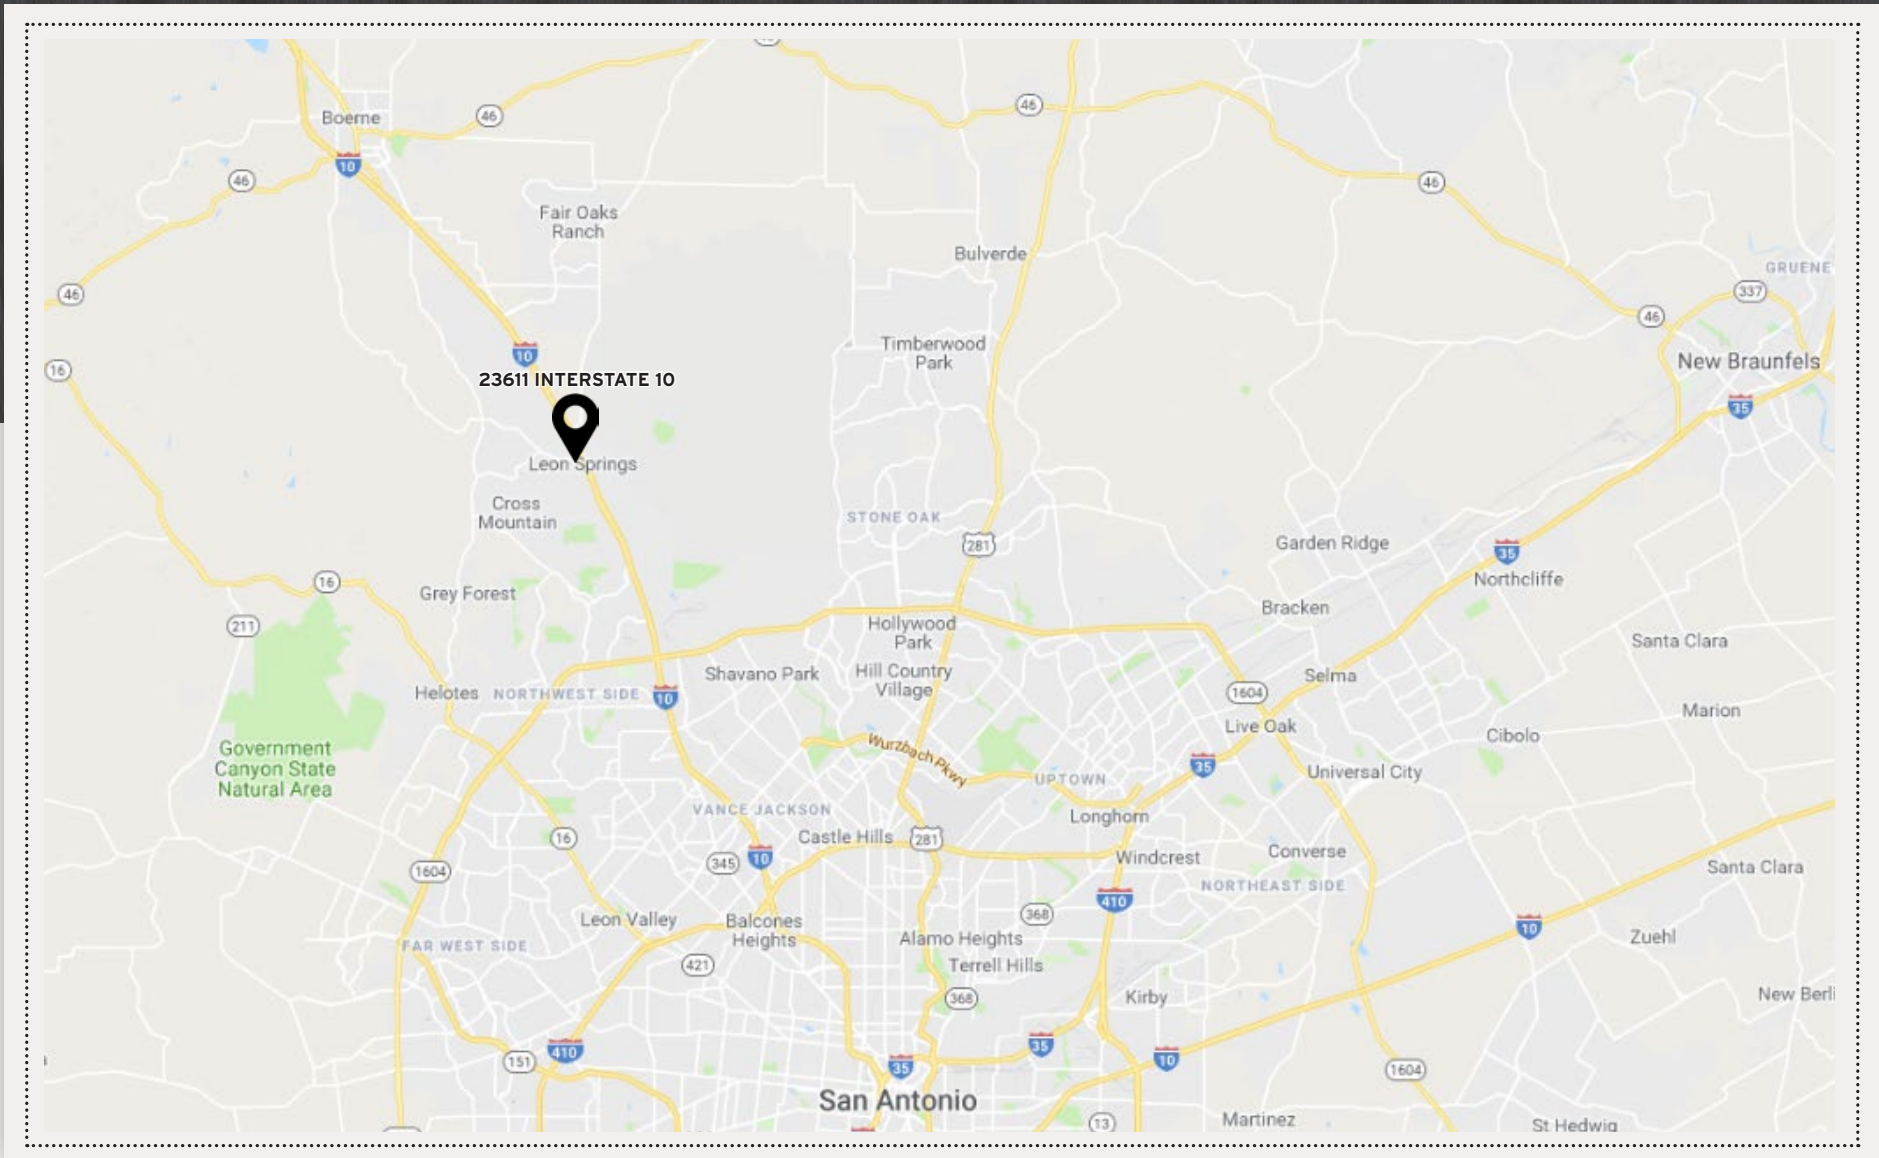 Boerne
46
46
10
46
46
46
Fair Oaks
Ranch
Bulverde
GRUENE
46
337
46
Timberwood
Park
10
16
New Braunfels
23611 INTERSTATE 10
35
Leon Springs
Cross
Mountain
STONE OAK
281
Garden Ridge
35
Northcliffe
16
Grey Forest
Bracken
211
Hollywood
Park
Santa Clara
Shavano Park
Hill Country
Village
Selma
Helotes
NORTHWEST SIDE
10
1604
Marion
Live Oak
Cibolo
Government
Canyon State
Natural Area
Wurzbach Pkwy
35
UPTOWN
Universal City
VANCE JACKSON
Longhorn
16
Castle Hills
281
345
10
Windcrest
Converse
1604
Santa Clara
NORTHEAST SIDE
410
368
Leon Valley
Balcones
Heights
10
Alamo Heights
Zuehl
FAR WEST SIDE
421
Terrell Hills
368
Kirby
New Berli
35
410
151
35
10
1604
San Antonio
13
Martinez
St Hedwig